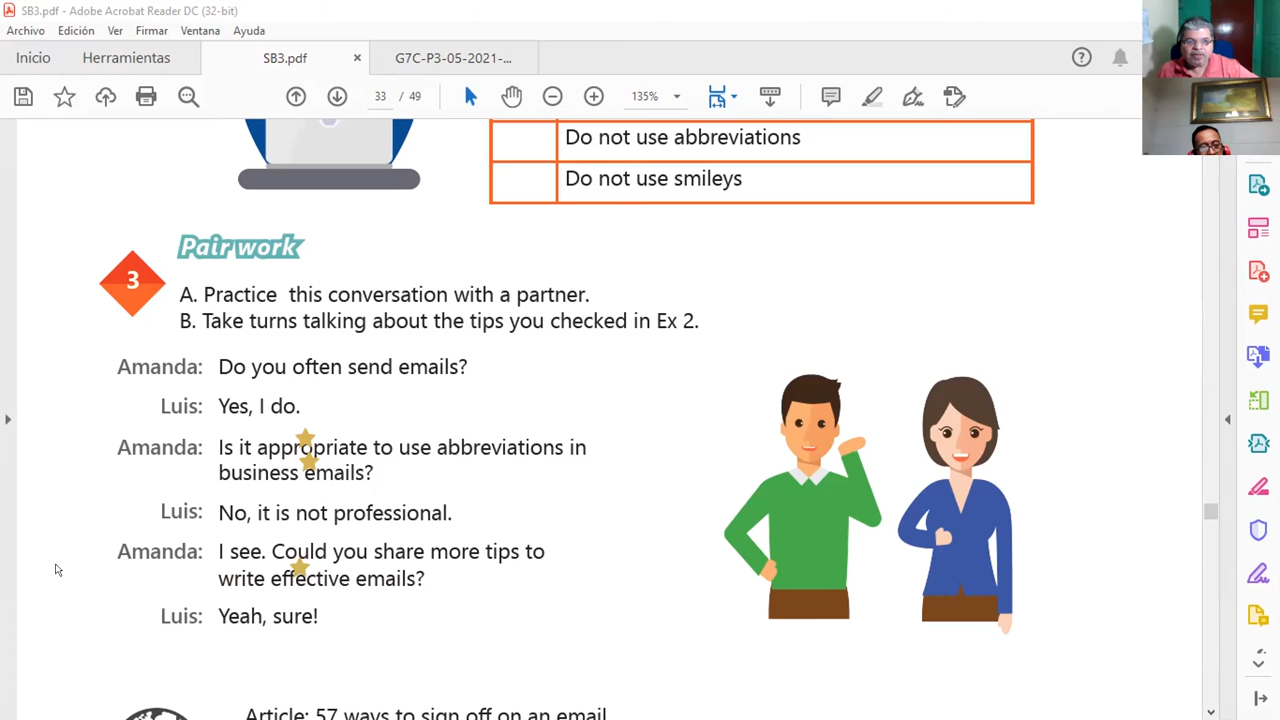 SB3.pdf - Adobe Acrobat Reader DC (32-bit)
Archivo Edición Ver Firmar Ventana Ayuda
Inicio Herramientas SB3.pdf × G7C-P3-05-2021-...
33 / 49 135%
Do not use abbreviations
Do not use smileys
Pair work
3
A. Practice this conversation with a partner.
B. Take turns talking about the tips you checked in Ex 2.
Amanda: Do you often send emails?
Luis: Yes, I do.
Amanda: Is it appropriate to use abbreviations in
business emails?
Luis: No, it is not professional.
Amanda: I see. Could you share more tips to
write effective emails?
Luis: Yeah, sure!
Article: 57 ways to sign off on an email